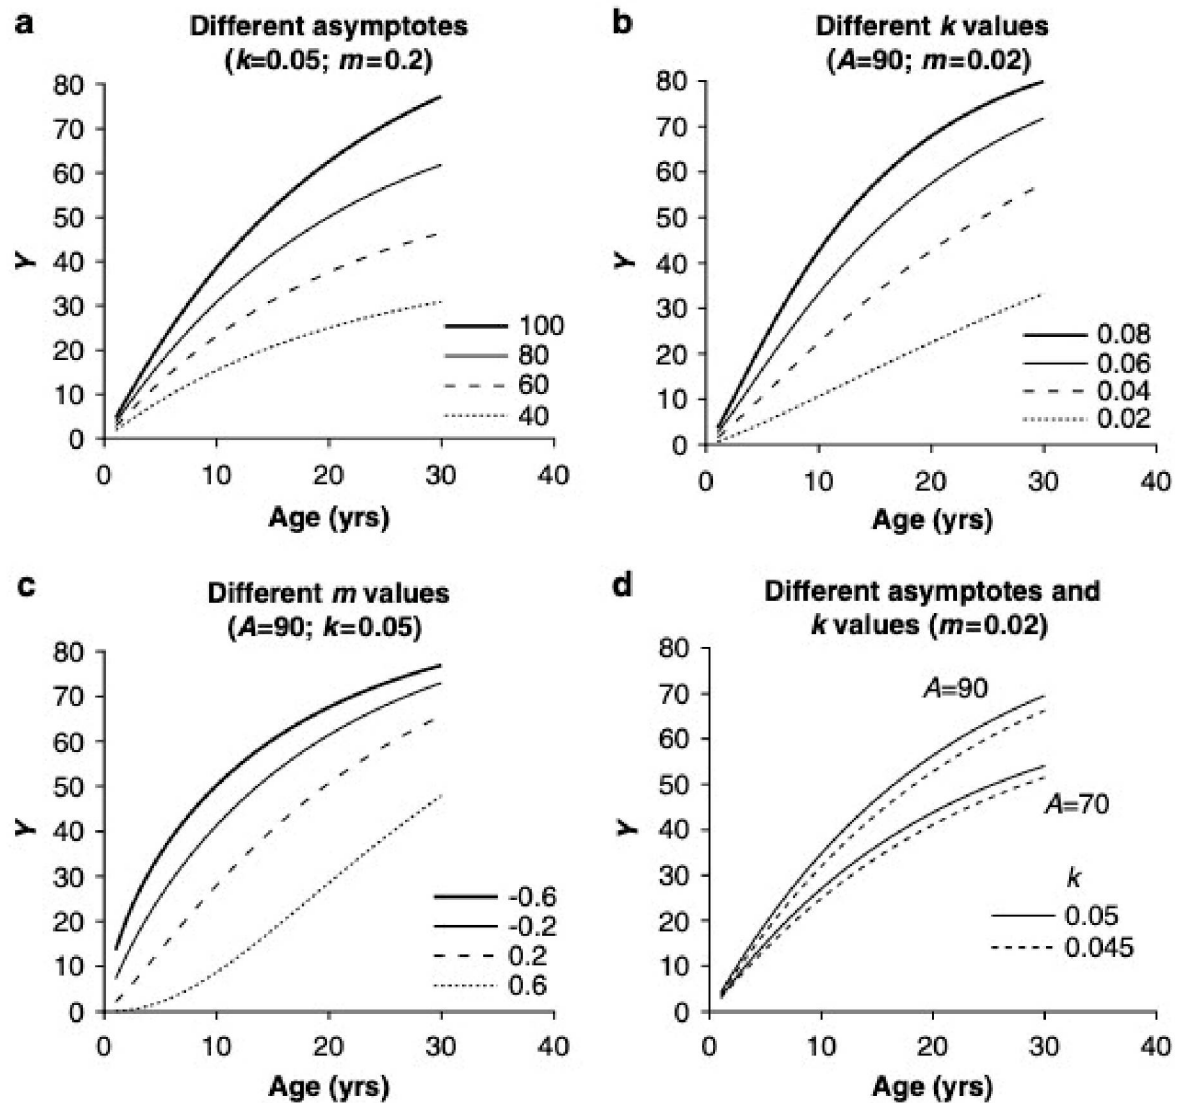 a
Different asymptotes
(k=0.05; m=0.2)
80
70
60
50
40
30
20
10
0
Y
100
80
60
40
0 10 20 30 40
Age (yrs)
b
Different k values
(A=90; m=0.02)
80
70
60
50
40
30
20
10
0
Y
0.08
0.06
0.04
0.02
0 10 20 30 40
Age (yrs)
c
Different m values
(A=90; k=0.05)
80
70
60
50
40
30
20
10
0
Y
-0.6
-0.2
0.2
0.6
0 10 20 30 40
Age (yrs)
d
Different asymptotes and
k values (m=0.02)
80
70
60
50
40
30
20
10
0
Y
A=90
A=70
k
0.05
0.045
0 10 20 30 40
Age (yrs)